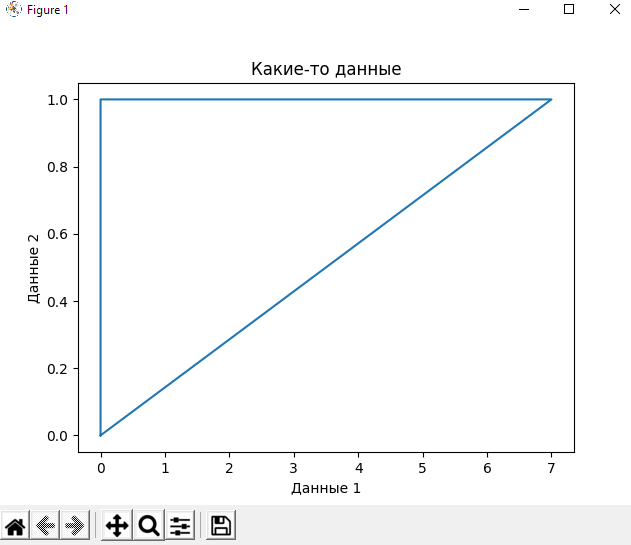 Figure 1
Какие-то данные
1.0
0.8
0.6
0.4
0.2
0.0
Данные 2
0 1 2 3 4 5 6 7
Данные 1